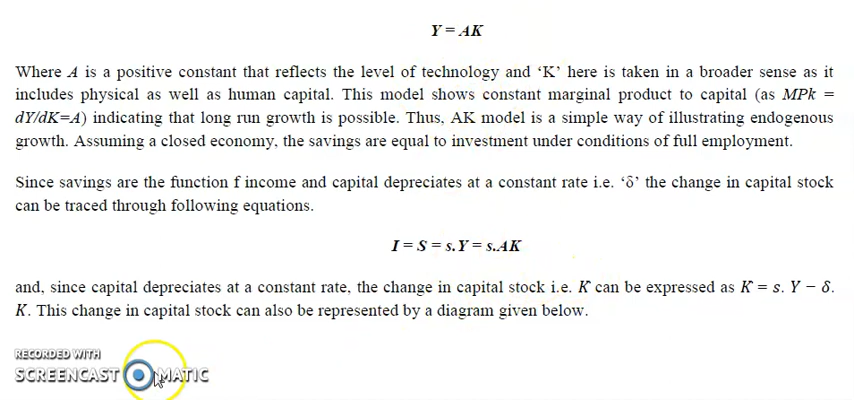 Y = AK
Where A is a positive constant that reflects the level of technology and ‘K’ here is taken in a broader sense as it
includes physical as well as human capital. This model shows constant marginal product to capital (as MPk =
dY/dK=A) indicating that long run growth is possible. Thus, AK model is a simple way of illustrating endogenous
growth. Assuming a closed economy, the savings are equal to investment under conditions of full employment.
Since savings are the function f income and capital depreciates at a constant rate i.e. ‘δ’ the change in capital stock
can be traced through following equations.
I = S = s.Y = s.AK
and, since capital depreciates at a constant rate, the change in capital stock i.e. K̇ can be expressed as K̇ = s. Y − δ.
K. This change in capital stock can also be represented by a diagram given below.
RECORDED WITH
SCREENCAST-O-MATIC